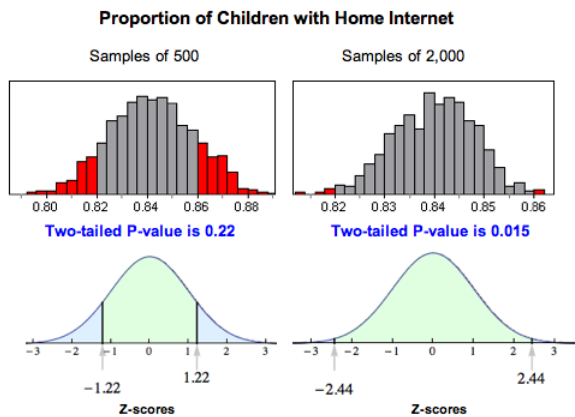 Proportion of Children with Home Internet
Samples of 500
Samples of 2,000
0.80 0.82 0.84 0.86 0.88
0.82 0.83 0.84 0.85 0.86
Two-tailed P-value is 0.22
Two-tailed P-value is 0.015
−3 −2 −1 0 1 2 3
−3 −2 −1 0 1 2 3
−1.22
1.22
−2.44
2.44
Z-scores
Z-scores